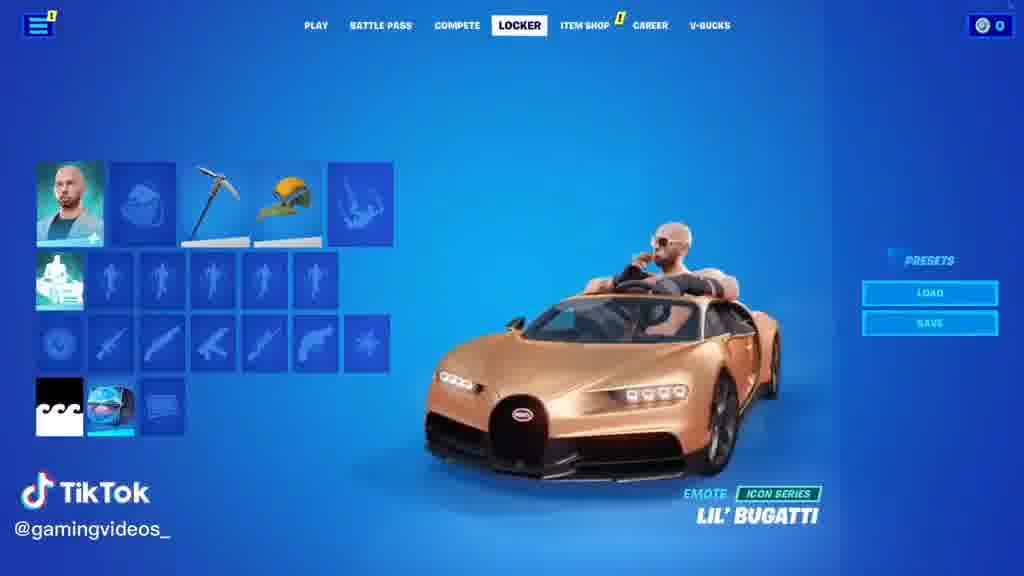 PLAY BATTLE PASS COMPETE LOCKER ITEM SHOP ! CAREER V-BUCKS
!
0
PRESETS
LOAD
SAVE
TikTok
@gamingvideos_
EMOTE ICON SERIES
LIL' BUGATTI